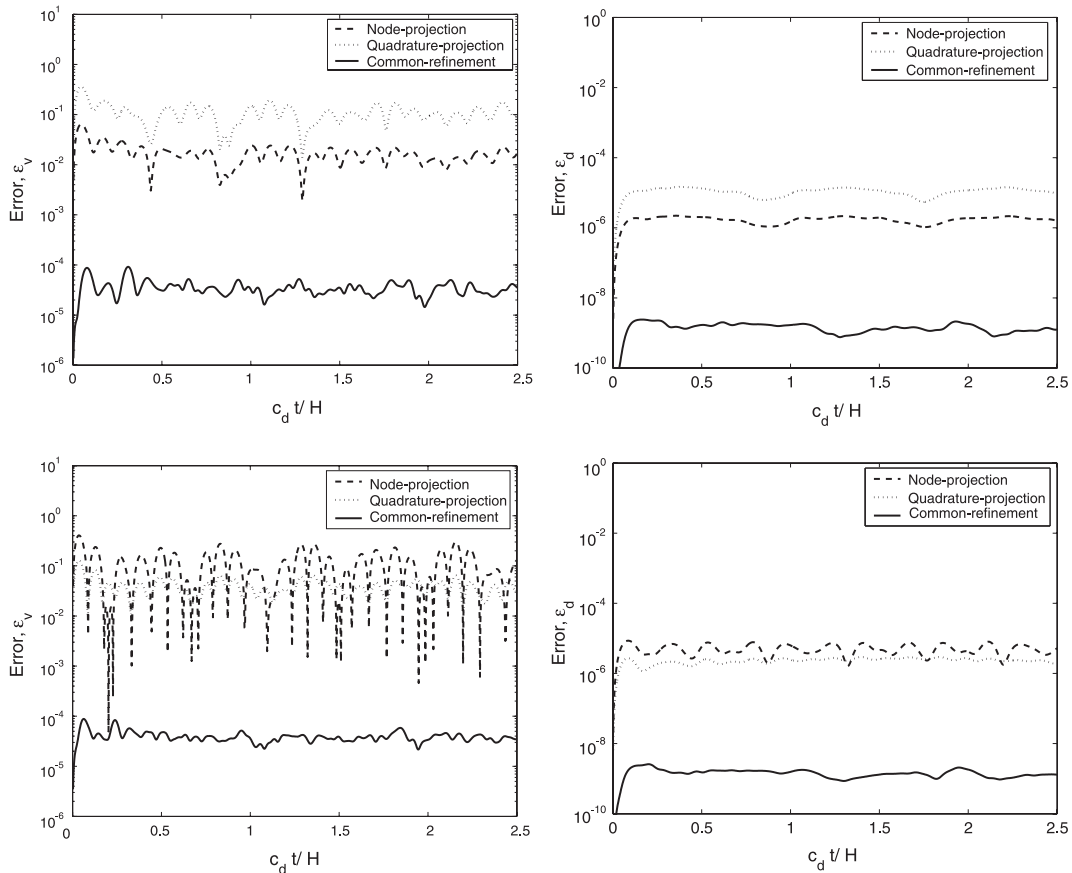 Error, ε_v
10^1
10^0
10^-1
10^-2
10^-3
10^-4
10^-5
10^-6
0
0.5
1
1.5
2
2.5
c_d t/ H
Node-projection
Quadrature-projection
Common-refinement
Error, ε_d
10^0
10^-2
10^-4
10^-6
10^-8
10^-10
0
0.5
1
1.5
2
2.5
c_d t/ H
Node-projection
Quadrature-projection
Common-refinement
Error, ε_v
10^1
10^0
10^-1
10^-2
10^-3
10^-4
10^-5
10^-6
0
0.5
1
1.5
2
2.5
c_d t/ H
Node-projection
Quadrature-projection
Common-refinement
Error, ε_d
10^0
10^-2
10^-4
10^-6
10^-8
10^-10
0
0.5
1
1.5
2
2.5
c_d t/ H
Node-projection
Quadrature-projection
Common-refinement